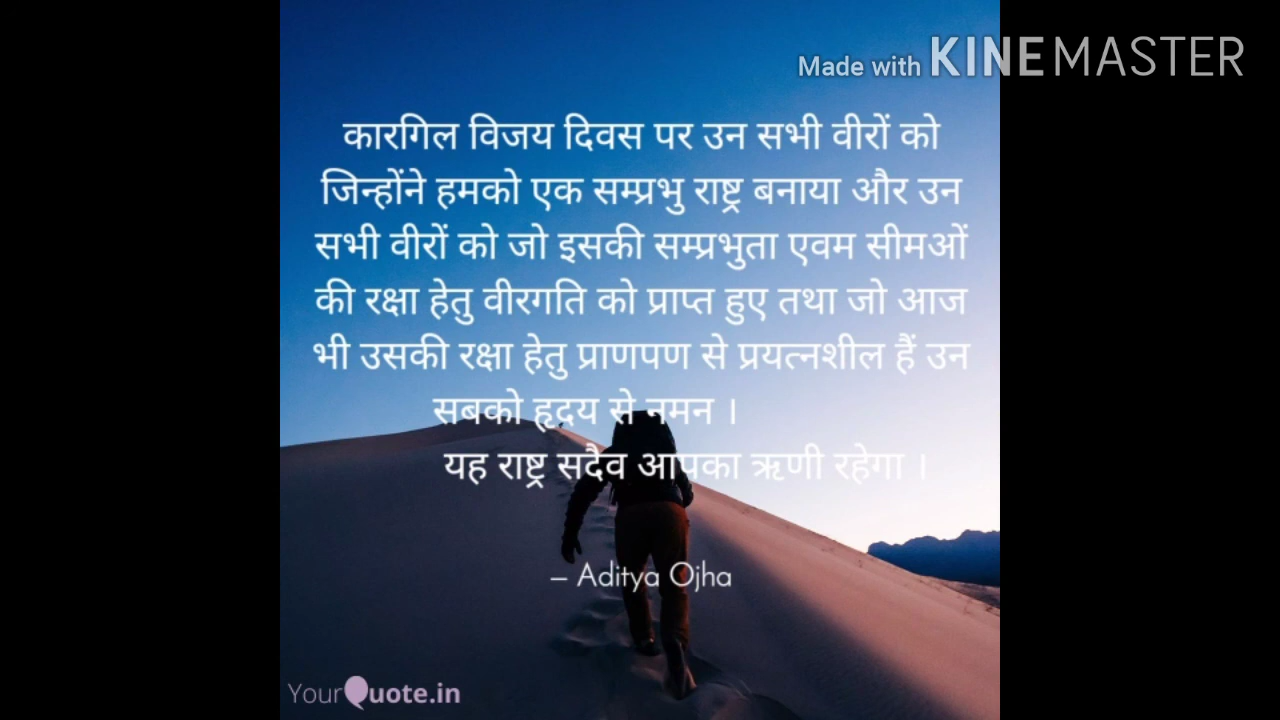 Made with KINEMASTER
कारगिल विजय दिवस पर उन सभी वीरों को
जिन्होंने हमको एक सम्प्रभु राष्ट्र बनाया और उन
सभी वीरों को जो इसकी सम्प्रभुता एवम सीमओं
की रक्षा हेतु वीरगति को प्राप्त हुए तथा जो आज
भी उसकी रक्षा हेतु प्राणपण से प्रयत्नशील हैं उन
सबको हृदय से नमन ।
यह राष्ट्र सदैव आपका ऋणी रहेगा ।
– Aditya Ojha
YourQuote.in